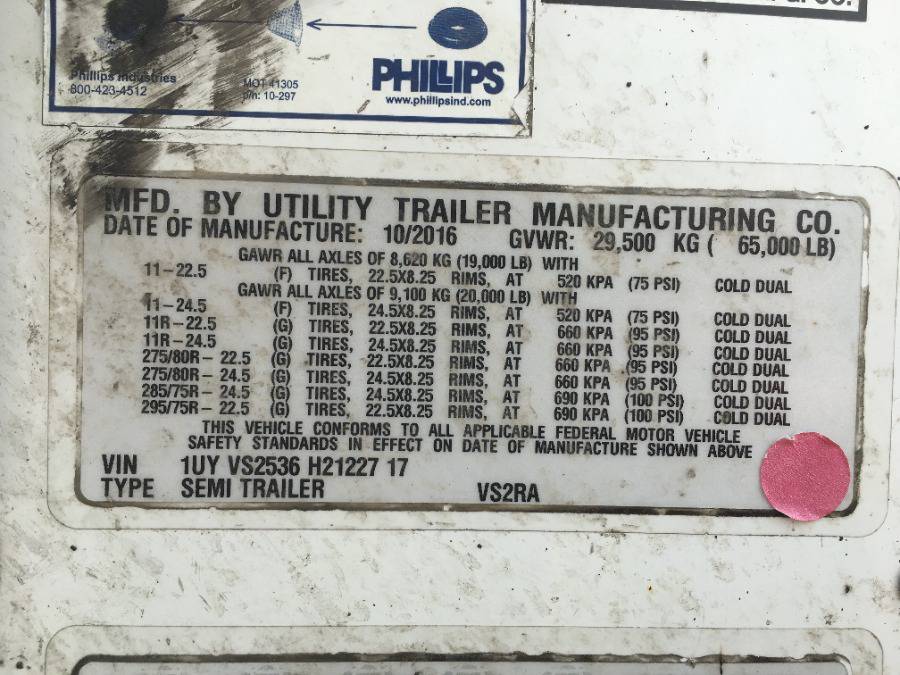 Phillips Industries
800-423-4512
MOT 41305
p/n: 10-297
PHILLIPS
www.phillipsind.com
MFD. BY UTILITY TRAILER MANUFACTURING CO.
DATE OF MANUFACTURE: 10/2016 GVWR: 29,500 KG ( 65,000 LB)
GAWR ALL AXLES OF 8,620 KG (19,000 LB) WITH
11-22.5 (F) TIRES, 22.5X8.25 RIMS, AT 520 KPA (75 PSI) COLD DUAL
GAWR ALL AXLES OF 9,100 KG (20,000 LB) WITH
11-24.5 (F) TIRES, 24.5X8.25 RIMS, AT 520 KPA (75 PSI) COLD DUAL
11R-22.5 (G) TIRES, 22.5X8.25 RIMS, AT 660 KPA (95 PSI) COLD DUAL
11R-24.5 (G) TIRES, 24.5X8.25 RIMS, AT 660 KPA (95 PSI) COLD DUAL
275/80R- 22.5 (G) TIRES, 22.5X8.25 RIMS, AT 660 KPA (95 PSI) COLD DUAL
275/80R- 24.5 (G) TIRES, 24.5X8.25 RIMS, AT 660 KPA (95 PSI) COLD DUAL
285/75R- 24.5 (G) TIRES, 24.5X8.25 RIMS, AT 690 KPA (100 PSI) COLD DUAL
295/75R- 22.5 (G) TIRES, 22.5X8.25 RIMS, AT 690 KPA (100 PSI) COLD DUAL
THIS VEHICLE CONFORMS TO ALL APPLICABLE FEDERAL MOTOR VEHICLE
SAFETY STANDARDS IN EFFECT ON DATE OF MANUFACTURE SHOWN ABOVE
VIN 1UY VS2536 H21227 17
TYPE SEMI TRAILER VS2RA